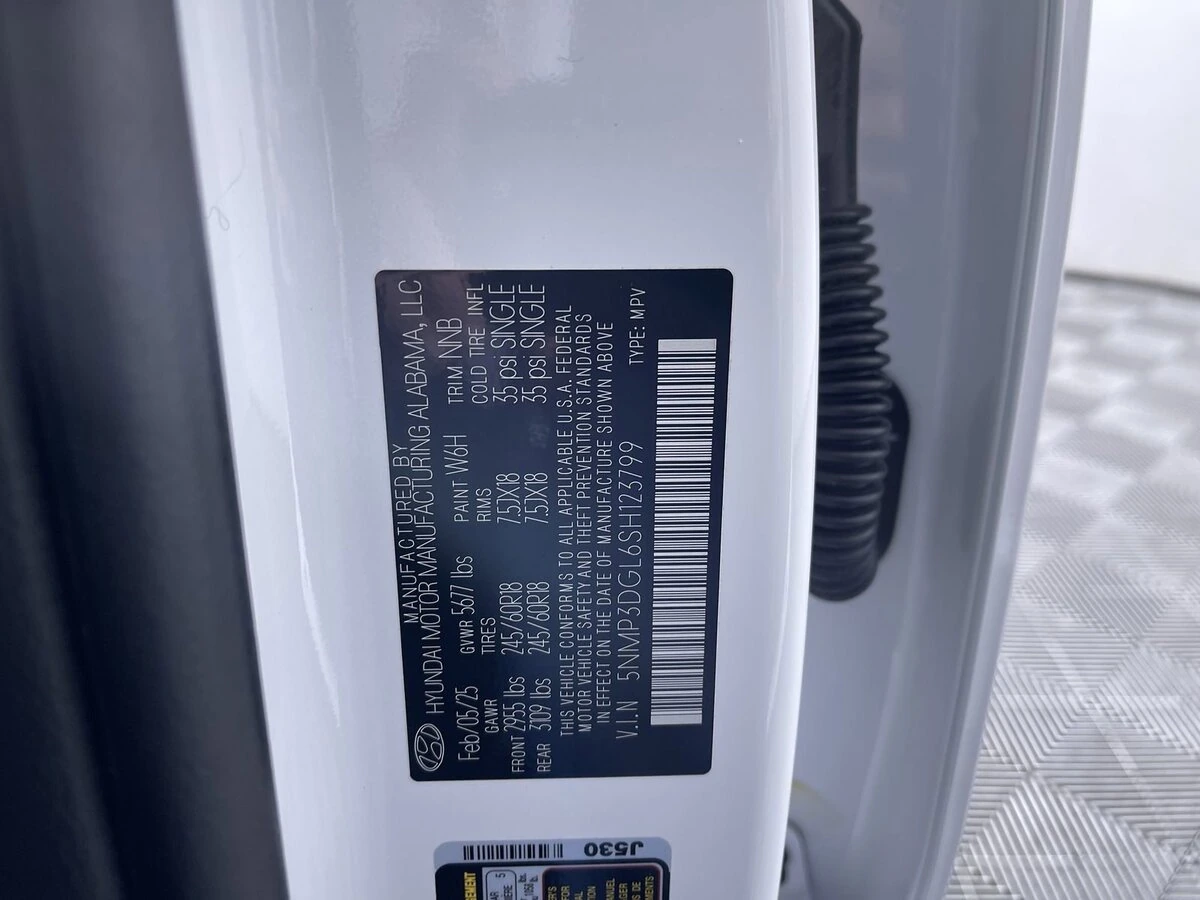 MANUFACTURED BY
HYUNDAI MOTOR MANUFACTURING ALABAMA, LLC
Feb/05/25 GVWR 5677 lbs PAINT W6H TRIM NNB
GAWR TIRES RIMS COLD TIRE INFL
FRONT 2955 lbs 245/60R18 7.5JX18 35 psi SINGLE
REAR 3109 lbs 245/60R18 7.5JX18 35 psi SINGLE
THIS VEHICLE CONFORMS TO ALL APPLICABLE U.S.A. FEDERAL
MOTOR VEHICLE SAFETY AND THEFT PREVENTION STANDARDS
IN EFFECT ON THE DATE OF MANUFACTURE SHOWN ABOVE
V.I.N 5NMP3DGL6SH123799 TYPE: MPV
J530
5